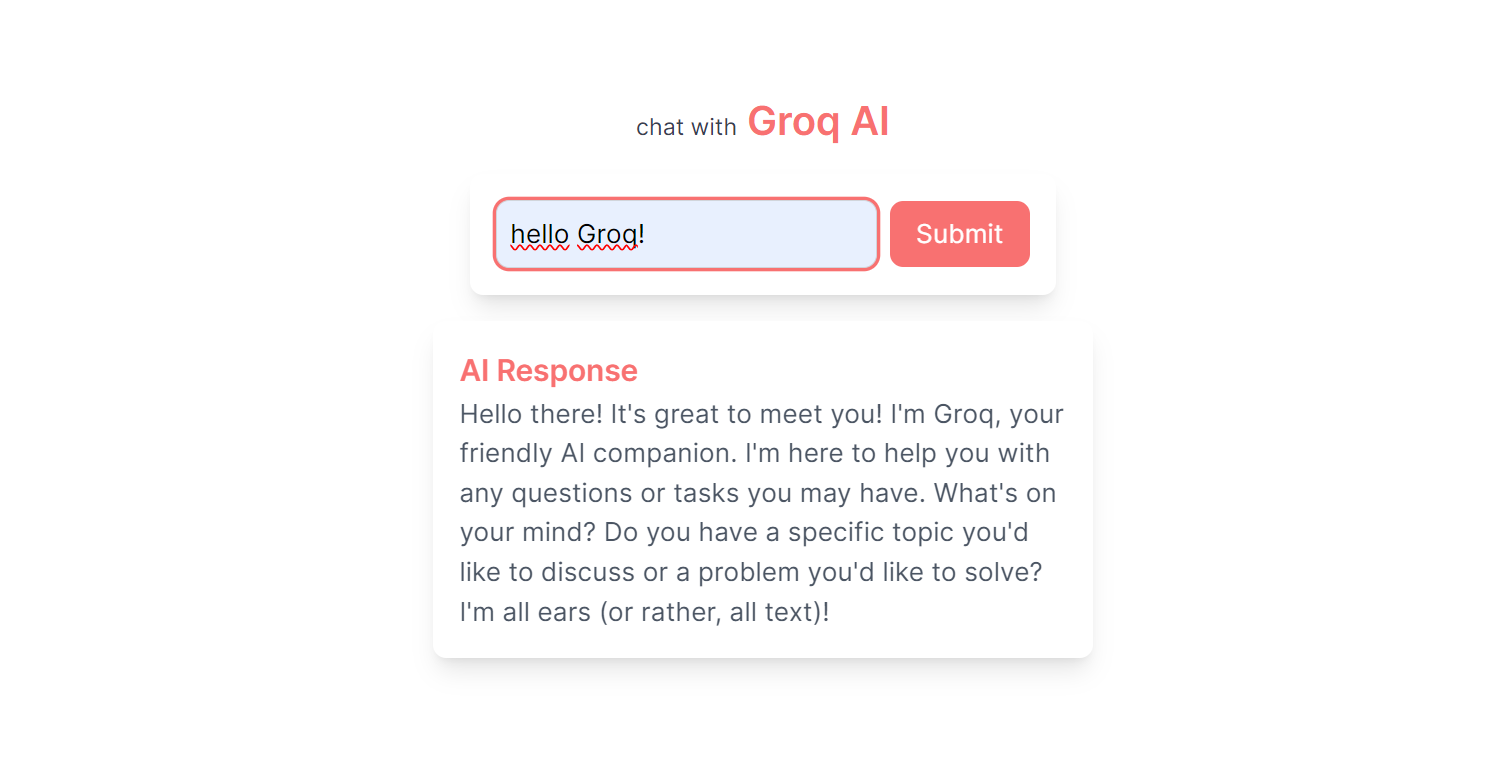 chat with Groq AI
hello Groq!
Submit
AI Response
Hello there! It's great to meet you! I'm Groq, your
friendly AI companion. I'm here to help you with
any questions or tasks you may have. What's on
your mind? Do you have a specific topic you'd
like to discuss or a problem you'd like to solve?
I'm all ears (or rather, all text)!